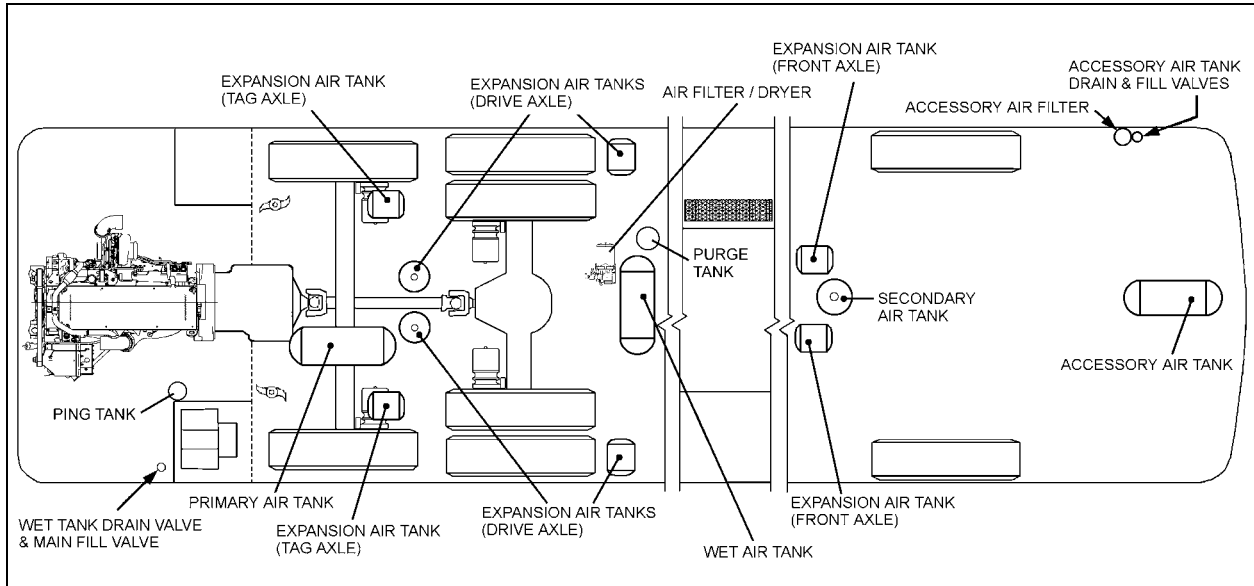 EXPANSION AIR TANK
(FRONT AXLE)
ACCESSORY AIR TANK
DRAIN & FILL VALVES
EXPANSION AIR TANK
(TAG AXLE)
EXPANSION AIR TANKS
(DRIVE AXLE)
AIR FILTER / DRYER
ACCESSORY AIR FILTER
PURGE
TANK
SECONDARY
AIR TANK
ACCESSORY AIR TANK
PING TANK
PRIMARY AIR TANK
WET TANK DRAIN VALVE
& MAIN FILL VALVE
EXPANSION AIR TANK
(TAG AXLE)
EXPANSION AIR TANKS
(DRIVE AXLE)
WET AIR TANK
EXPANSION AIR TANK
(FRONT AXLE)